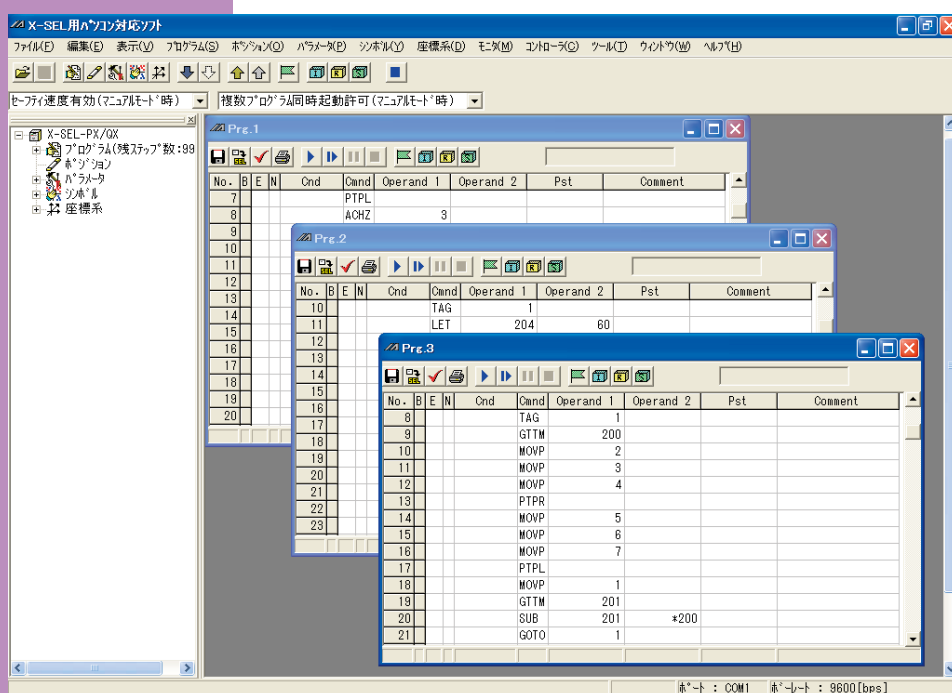 X-SEL用パソコン対応ソフト
ファイル(F) 編集(E) 表示(V) プログラム(S) ポジション(O) パラメータ(P) シンボル(Y) 座標系(D) モニタ(M) コントローラ(C) ツール(T) ウィンドウ(W) ヘルプ(H)
セーフティ速度有効(マニュアルモード時) 複数プログラム同時起動許可(マニュアルモード時)
X-SEL-PX/QX
プログラム(残ステップ数:99
ポジション
パラメータ
シンボル
座標系
Prg.1
No. B E N Cnd Cmnd Operand 1 Operand 2 Pst Comment
7 PTPL
8 ACHZ 3
9
10
11
12
13
14
15
16
17
18
19
20
Prg.2
No. B E N Cnd Cmnd Operand 1 Operand 2 Pst Comment
10 TAG 1
11 LET 204 60
12
13
14
15
16
17
18
19
20
21
22
23
Prg.3
No. B E N Cnd Cmnd Operand 1 Operand 2 Pst Comment
8 TAG 1
9 GTTM 200
10 MOVP 2
11 MOVP 3
12 MOVP 4
13 PTPR
14 MOVP 5
15 MOVP 6
16 MOVP 7
17 PTPL
18 MOVP 1
19 GTTM 201
20 SUB 201 *200
21 GOTO 1
ポート : COM1 ボーレート : 9600[bps]